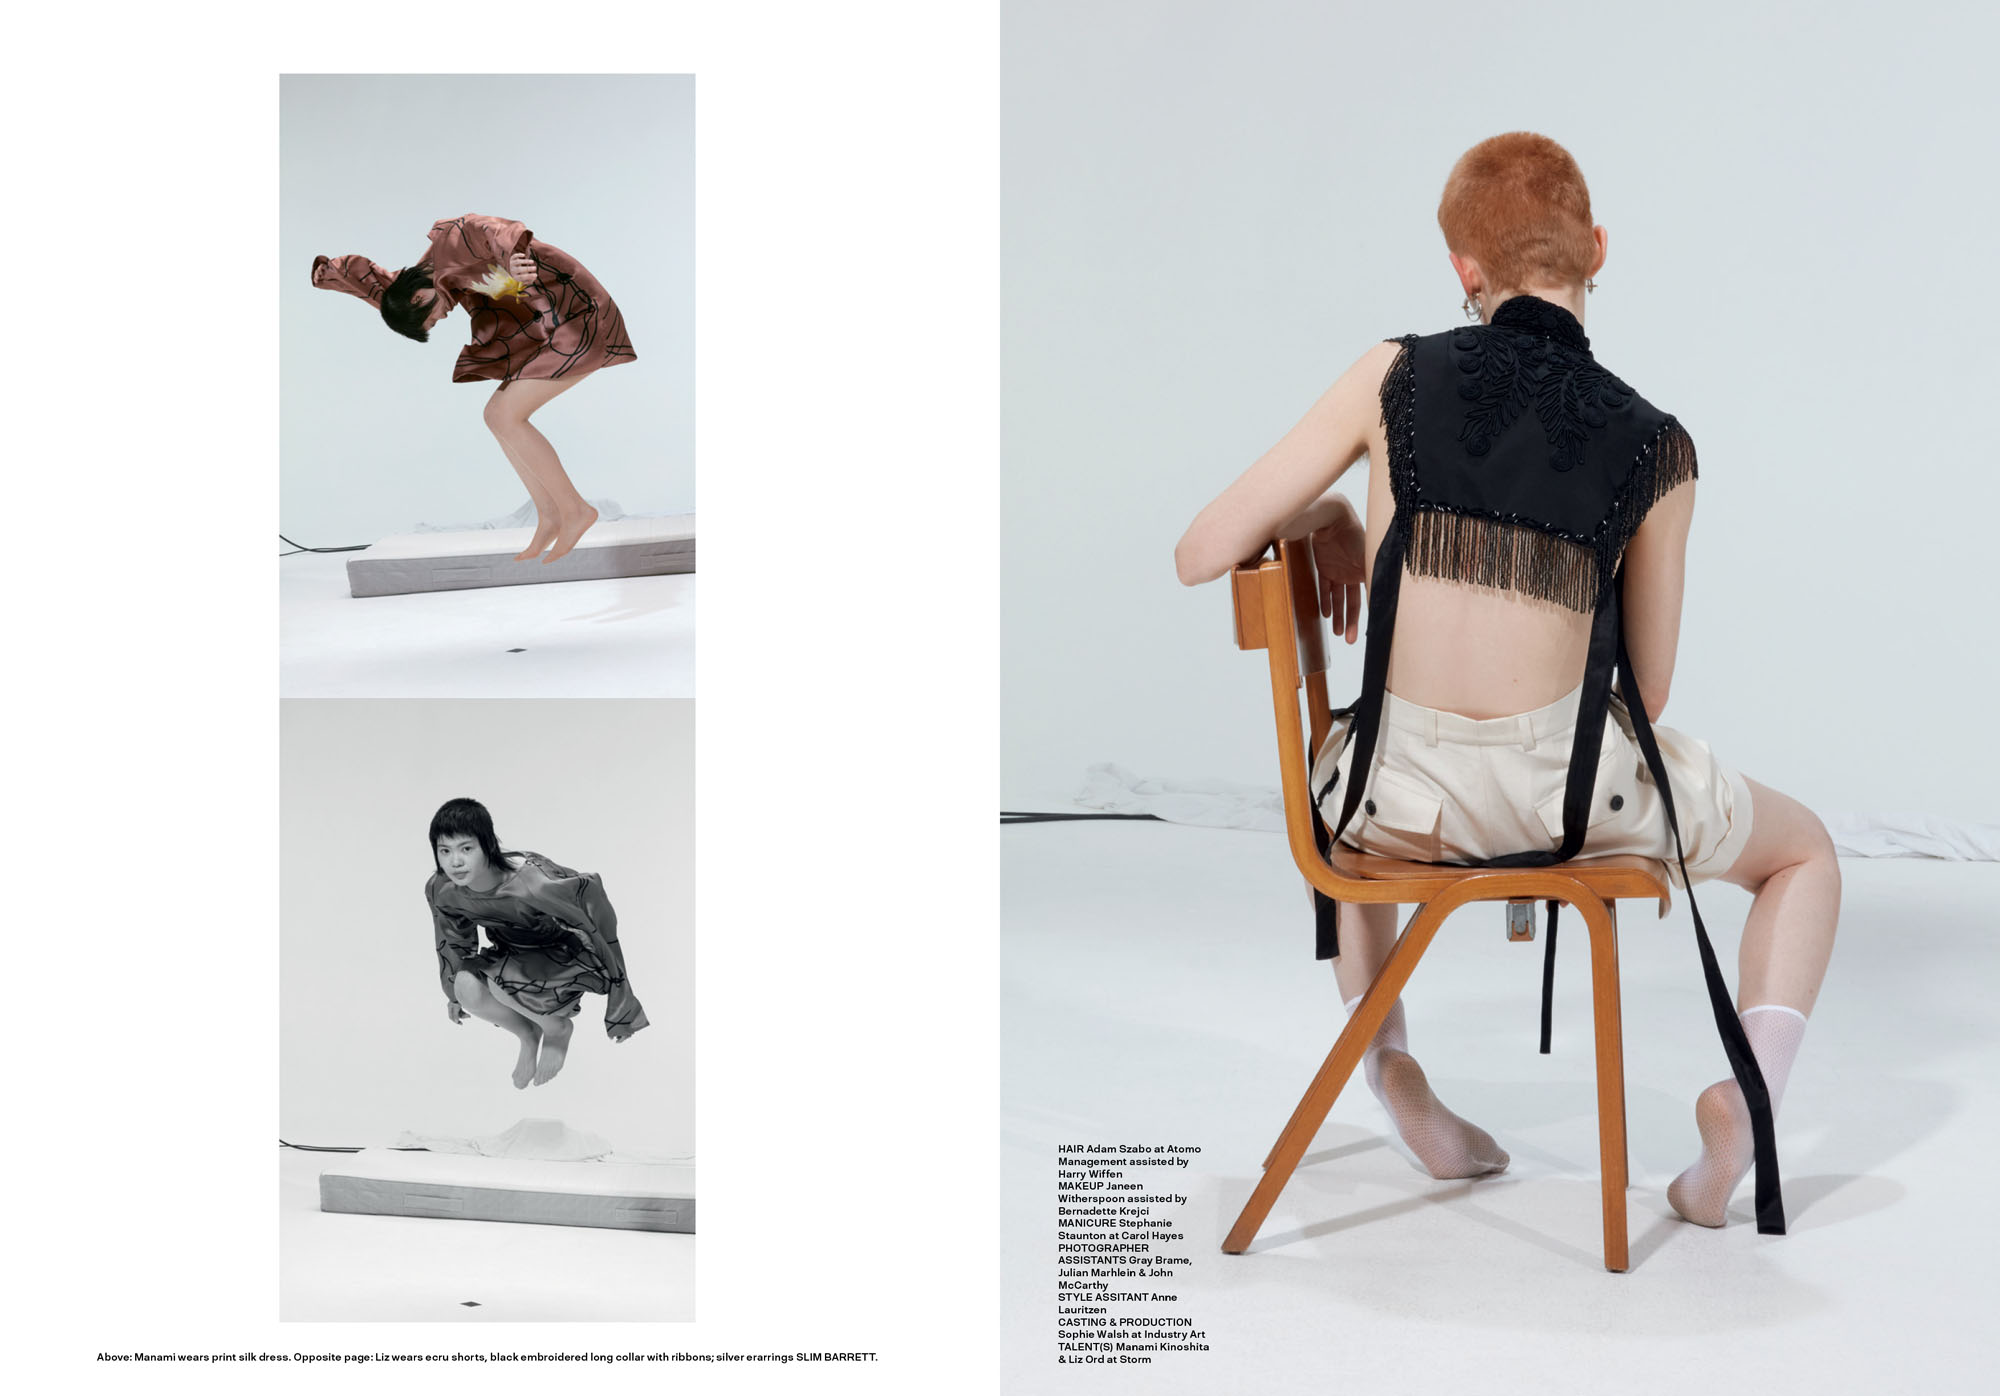 Above: Manami wears print silk dress. Opposite page: Liz wears ecru shorts, black embroidered long collar with ribbons; silver erarrings SLIM BARRETT.
HAIR Adam Szabo at Atomo
Management assisted by
Harry Wiffen
MAKEUP Janeen
Witherspoon assisted by
Bernadette Krejci
MANICURE Stephanie
Staunton at Carol Hayes
PHOTOGRAPHER
ASSISTANTS Gray Brame,
Julian Marhlein & John
McCarthy
STYLE ASSITANT Anne
Lauritzen
CASTING & PRODUCTION
Sophie Walsh at Industry Art
TALENT(S) Manami Kinoshita
& Liz Ord at Storm